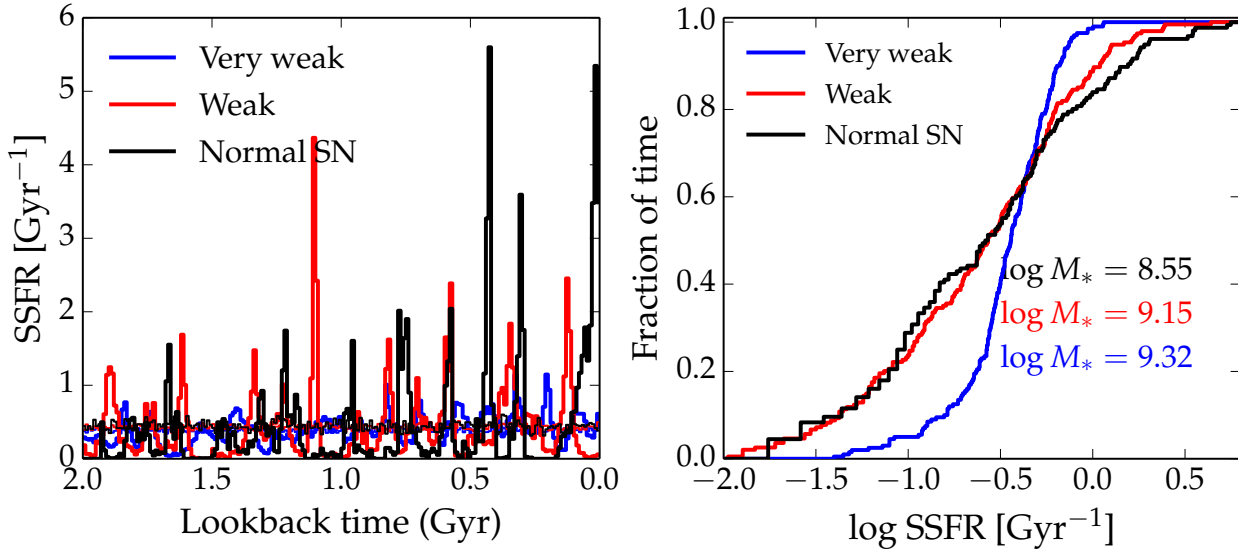 SSFR [Gyr⁻¹]
6
5
4
3
2
1
0
Very weak
Weak
Normal SN
2.0 1.5 1.0 0.5 0.0
Lookback time (Gyr)
Fraction of time
1.0
0.8
0.6
0.4
0.2
0.0
Very weak
Weak
Normal SN
log M* = 8.55
log M* = 9.15
log M* = 9.32
−2.0 −1.5 −1.0 −0.5 0.0 0.5
log SSFR [Gyr⁻¹]